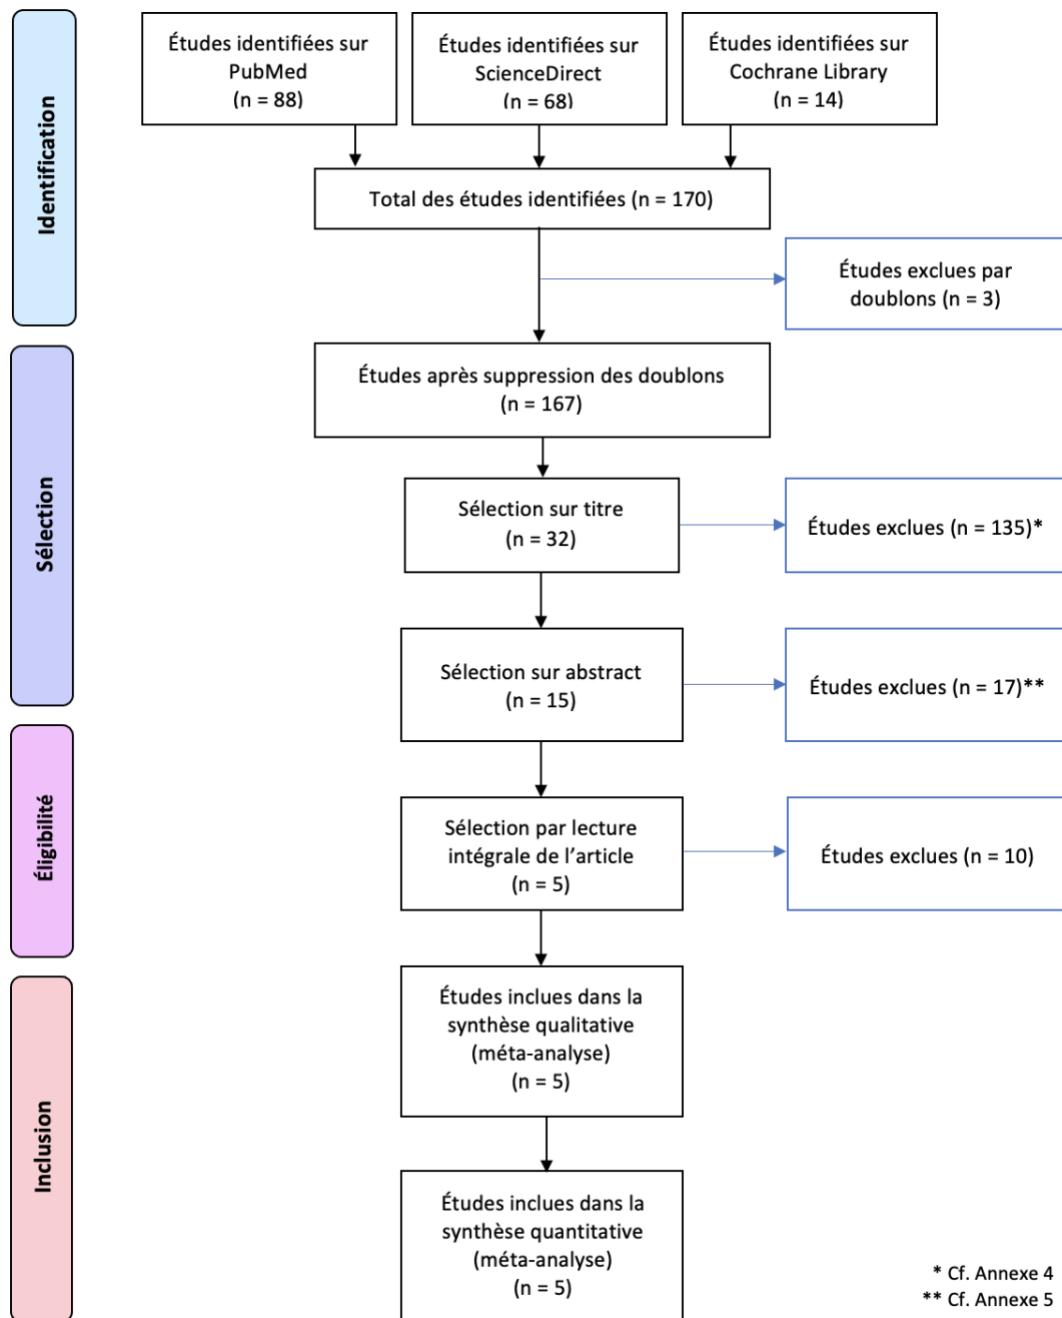 Identification
Études identifiées sur
PubMed
(n = 88)
Études identifiées sur
ScienceDirect
(n = 68)
Études identifiées sur
Cochrane Library
(n = 14)
Total des études identifiées (n = 170)
Études exclues par
doublons (n = 3)
Sélection
Études après suppression des doublons
(n = 167)
Sélection sur titre
(n = 32)
Études exclues (n = 135)*
Sélection sur abstract
(n = 15)
Études exclues (n = 17)**
Éligibilité
Sélection par lecture
intégrale de l'article
(n = 5)
Études exclues (n = 10)
Inclusion
Études inclues dans la
synthèse qualitative
(méta-analyse)
(n = 5)
Études inclues dans la
synthèse quantitative
(méta-analyse)
(n = 5)
* Cf. Annexe 4
** Cf. Annexe 5